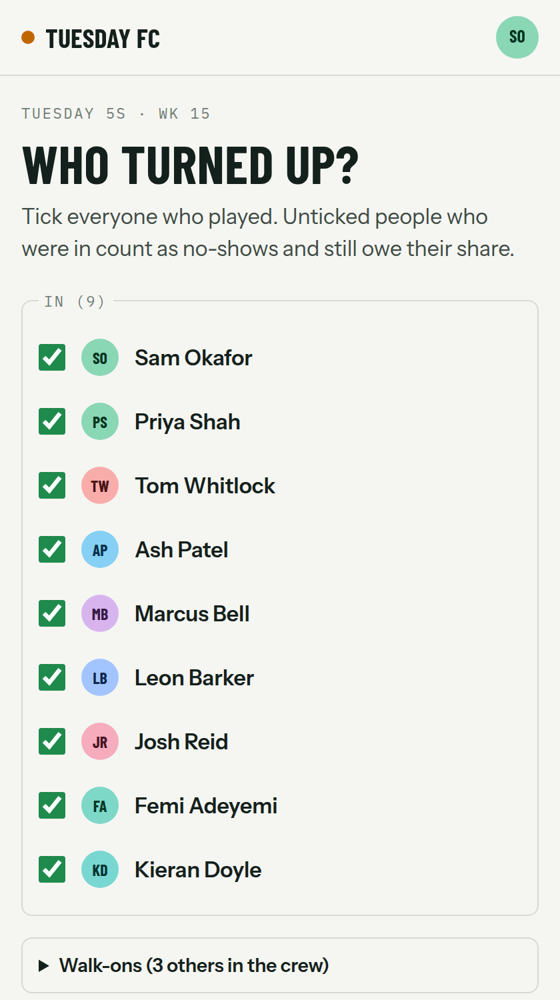 TUESDAY FC
SO
TUESDAY 5S · WK 15
WHO TURNED UP?
Tick everyone who played. Unticked people who
were in count as no-shows and still owe their share.
IN (9)
SO Sam Okafor
PS Priya Shah
TW Tom Whitlock
AP Ash Patel
MB Marcus Bell
LB Leon Barker
JR Josh Reid
FA Femi Adeyemi
KD Kieran Doyle
Walk-ons (3 others in the crew)